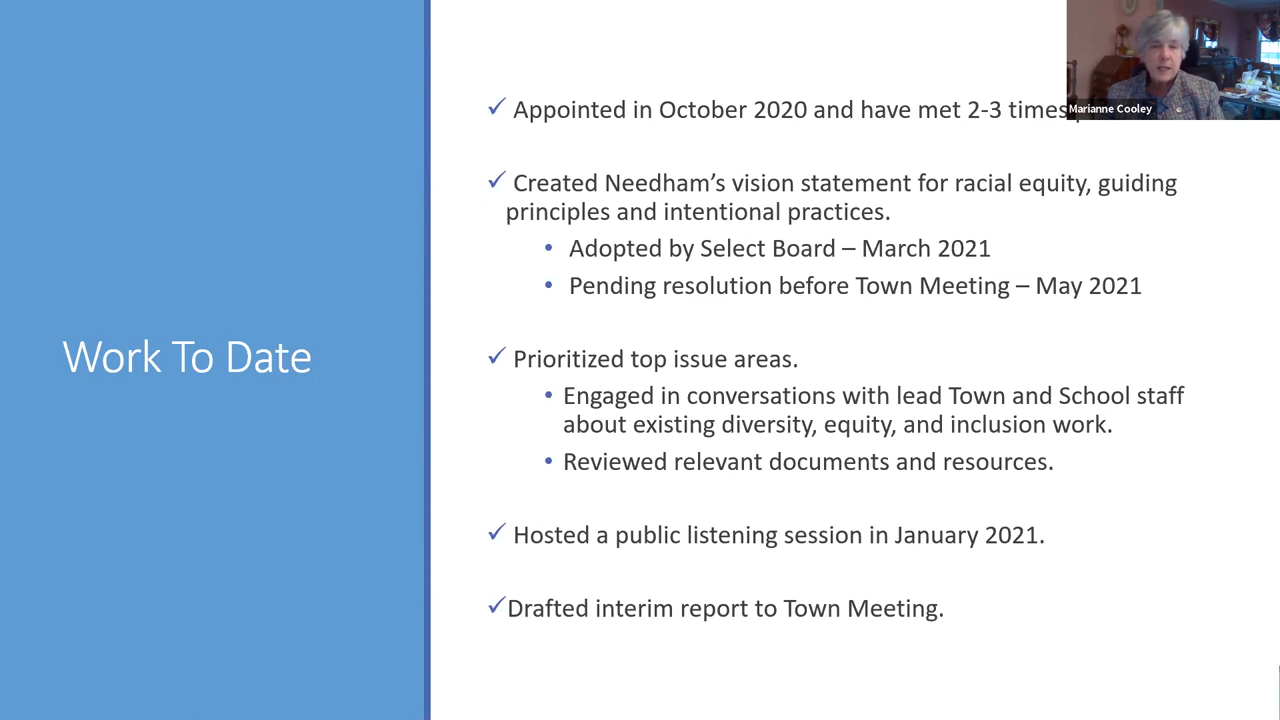 Work To Date
✓ Appointed in October 2020 and have met 2-3 times
✓ Created Needham’s vision statement for racial equity, guiding
principles and intentional practices.
• Adopted by Select Board – March 2021
• Pending resolution before Town Meeting – May 2021
✓ Prioritized top issue areas.
• Engaged in conversations with lead Town and School staff
about existing diversity, equity, and inclusion work.
• Reviewed relevant documents and resources.
✓ Hosted a public listening session in January 2021.
✓Drafted interim report to Town Meeting.
Marianne Cooley